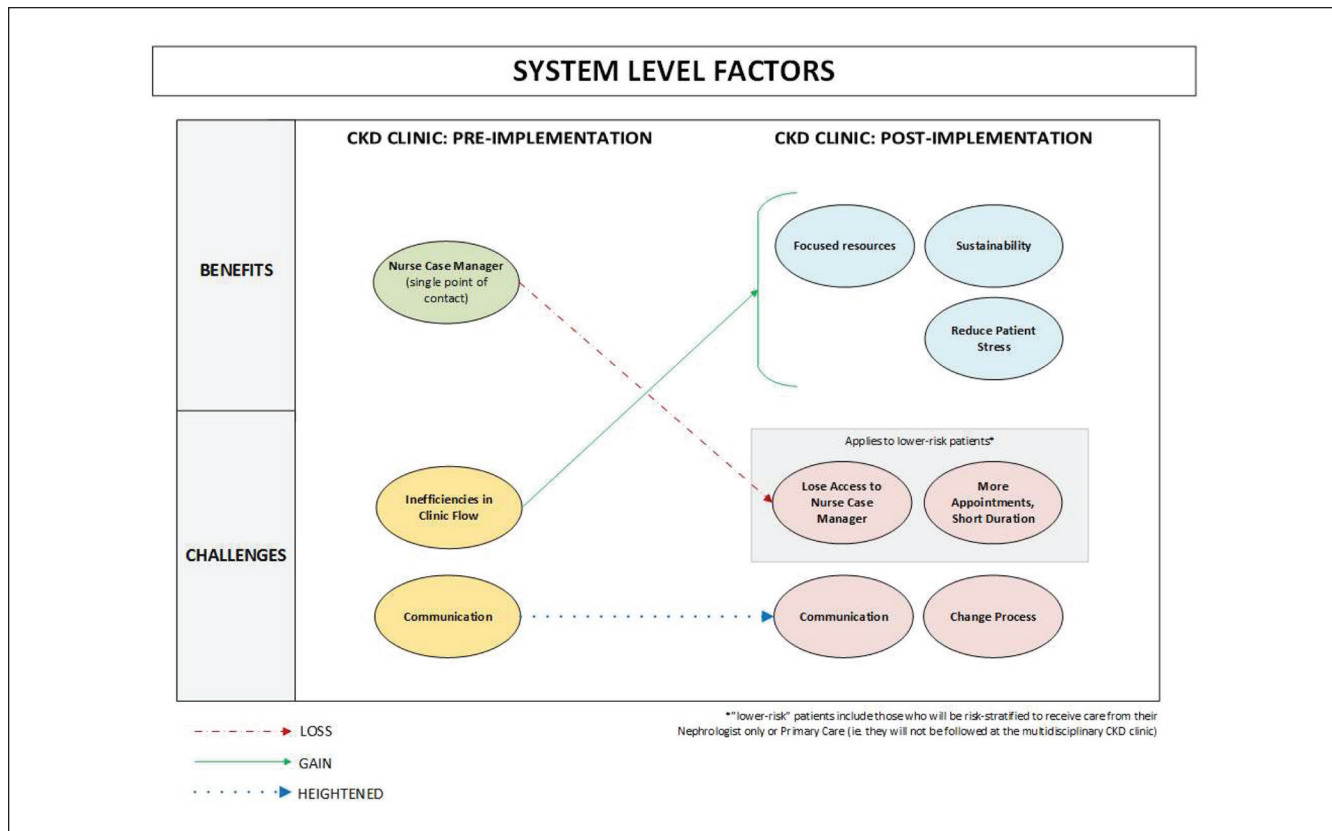 SYSTEM LEVEL FACTORS
CKD CLINIC: PRE-IMPLEMENTATION
CKD CLINIC: POST-IMPLEMENTATION
BENEFITS
Nurse Case Manager
(single point of
contact)
Focused resources
Sustainability
Reduce Patient
Stress
CHALLENGES
Inefficiencies in
Clinic Flow
Applies to lower-risk patients*
Lose Access to
Nurse Case
Manager
More
Appointments,
Short Duration
Communication
Communication
Change Process
*"lower-risk" patients include those who will be risk-stratified to receive care from their
Nephrologist only or Primary Care (ie. they will not be followed at the multidisciplinary CKD clinic)
LOSS
GAIN
HEIGHTENED